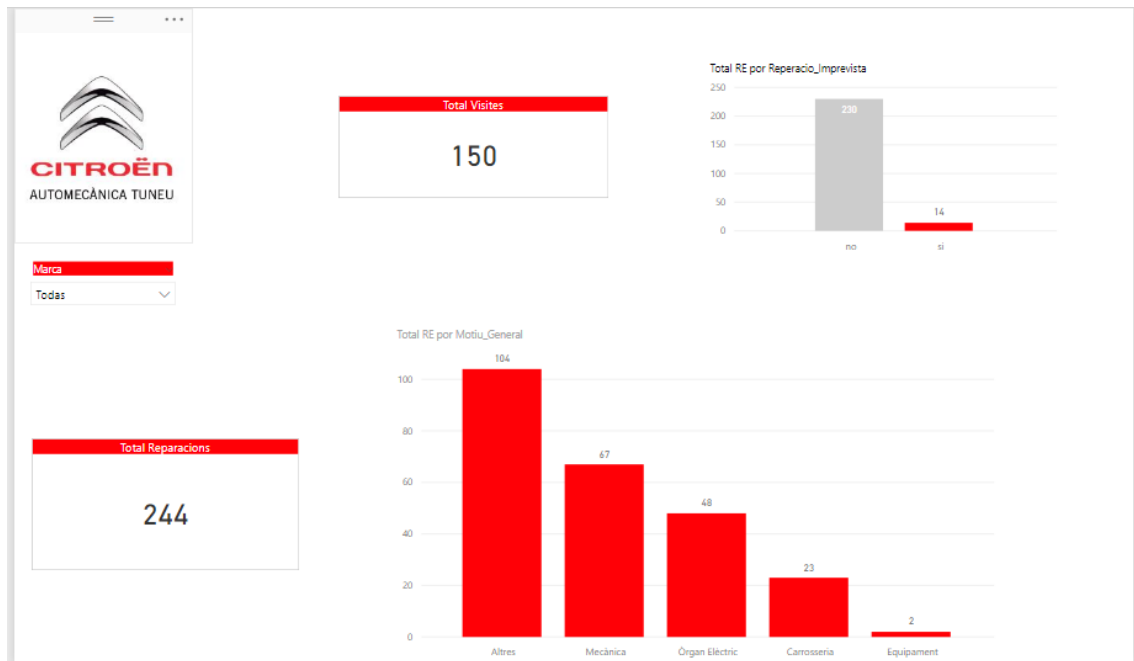 CITROËN
AUTOMECÀNICA TUNEU
Marca
Todas
Total Visites
150
Total RE por Reperacio_Imprevista
250
200
150
100
50
0
230
14
no
si
Total Reparacions
244
Total RE por Motiu_General
100
80
60
40
20
0
104
67
48
23
2
Altres
Mecànica
Òrgan Elèctric
Carrosseria
Equipament